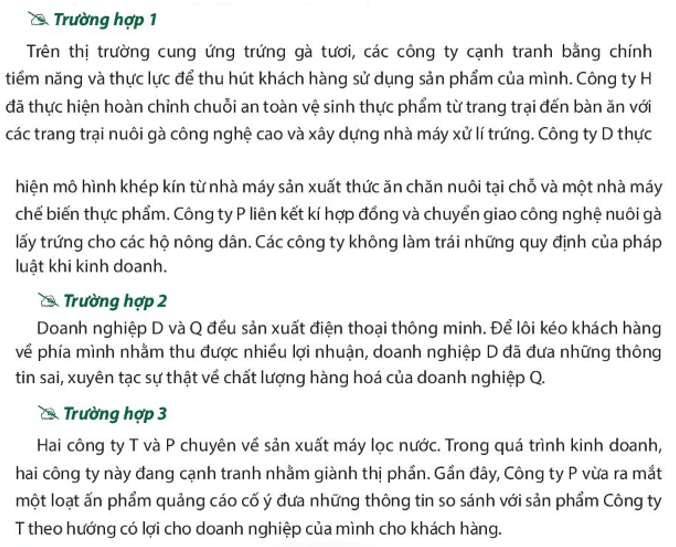 Trường hợp 1
Trên thị trường cung ứng trứng gà tươi, các công ty cạnh tranh bằng chính
tiềm năng và thực lực để thu hút khách hàng sử dụng sản phẩm của mình. Công ty H
đã thực hiện hoàn chỉnh chuỗi an toàn vệ sinh thực phẩm từ trang trại đến bàn ăn với
các trang trại nuôi gà công nghệ cao và xây dựng nhà máy xử lí trứng. Công ty D thực
hiện mô hình khép kín từ nhà máy sản xuất thức ăn chăn nuôi tại chỗ và một nhà máy
chế biến thực phẩm. Công ty P liên kết kí hợp đồng và chuyển giao công nghệ nuôi gà
lấy trứng cho các hộ nông dân. Các công ty không làm trái những quy định của pháp
luật khi kinh doanh.
Trường hợp 2
Doanh nghiệp D và Q đều sản xuất điện thoại thông minh. Để lôi kéo khách hàng
về phía mình nhằm thu được nhiều lợi nhuận, doanh nghiệp D đã đưa những thông
tin sai, xuyên tạc sự thật về chất lượng hàng hoá của doanh nghiệp Q.
Trường hợp 3
Hai công ty T và P chuyên về sản xuất máy lọc nước. Trong quá trình kinh doanh,
hai công ty này đang cạnh tranh nhằm giành thị phần. Gần đây, Công ty P vừa ra mắt
một loạt ấn phẩm quảng cáo cố ý đưa những thông tin so sánh với sản phẩm Công ty
T theo hướng có lợi cho doanh nghiệp của mình cho khách hàng.